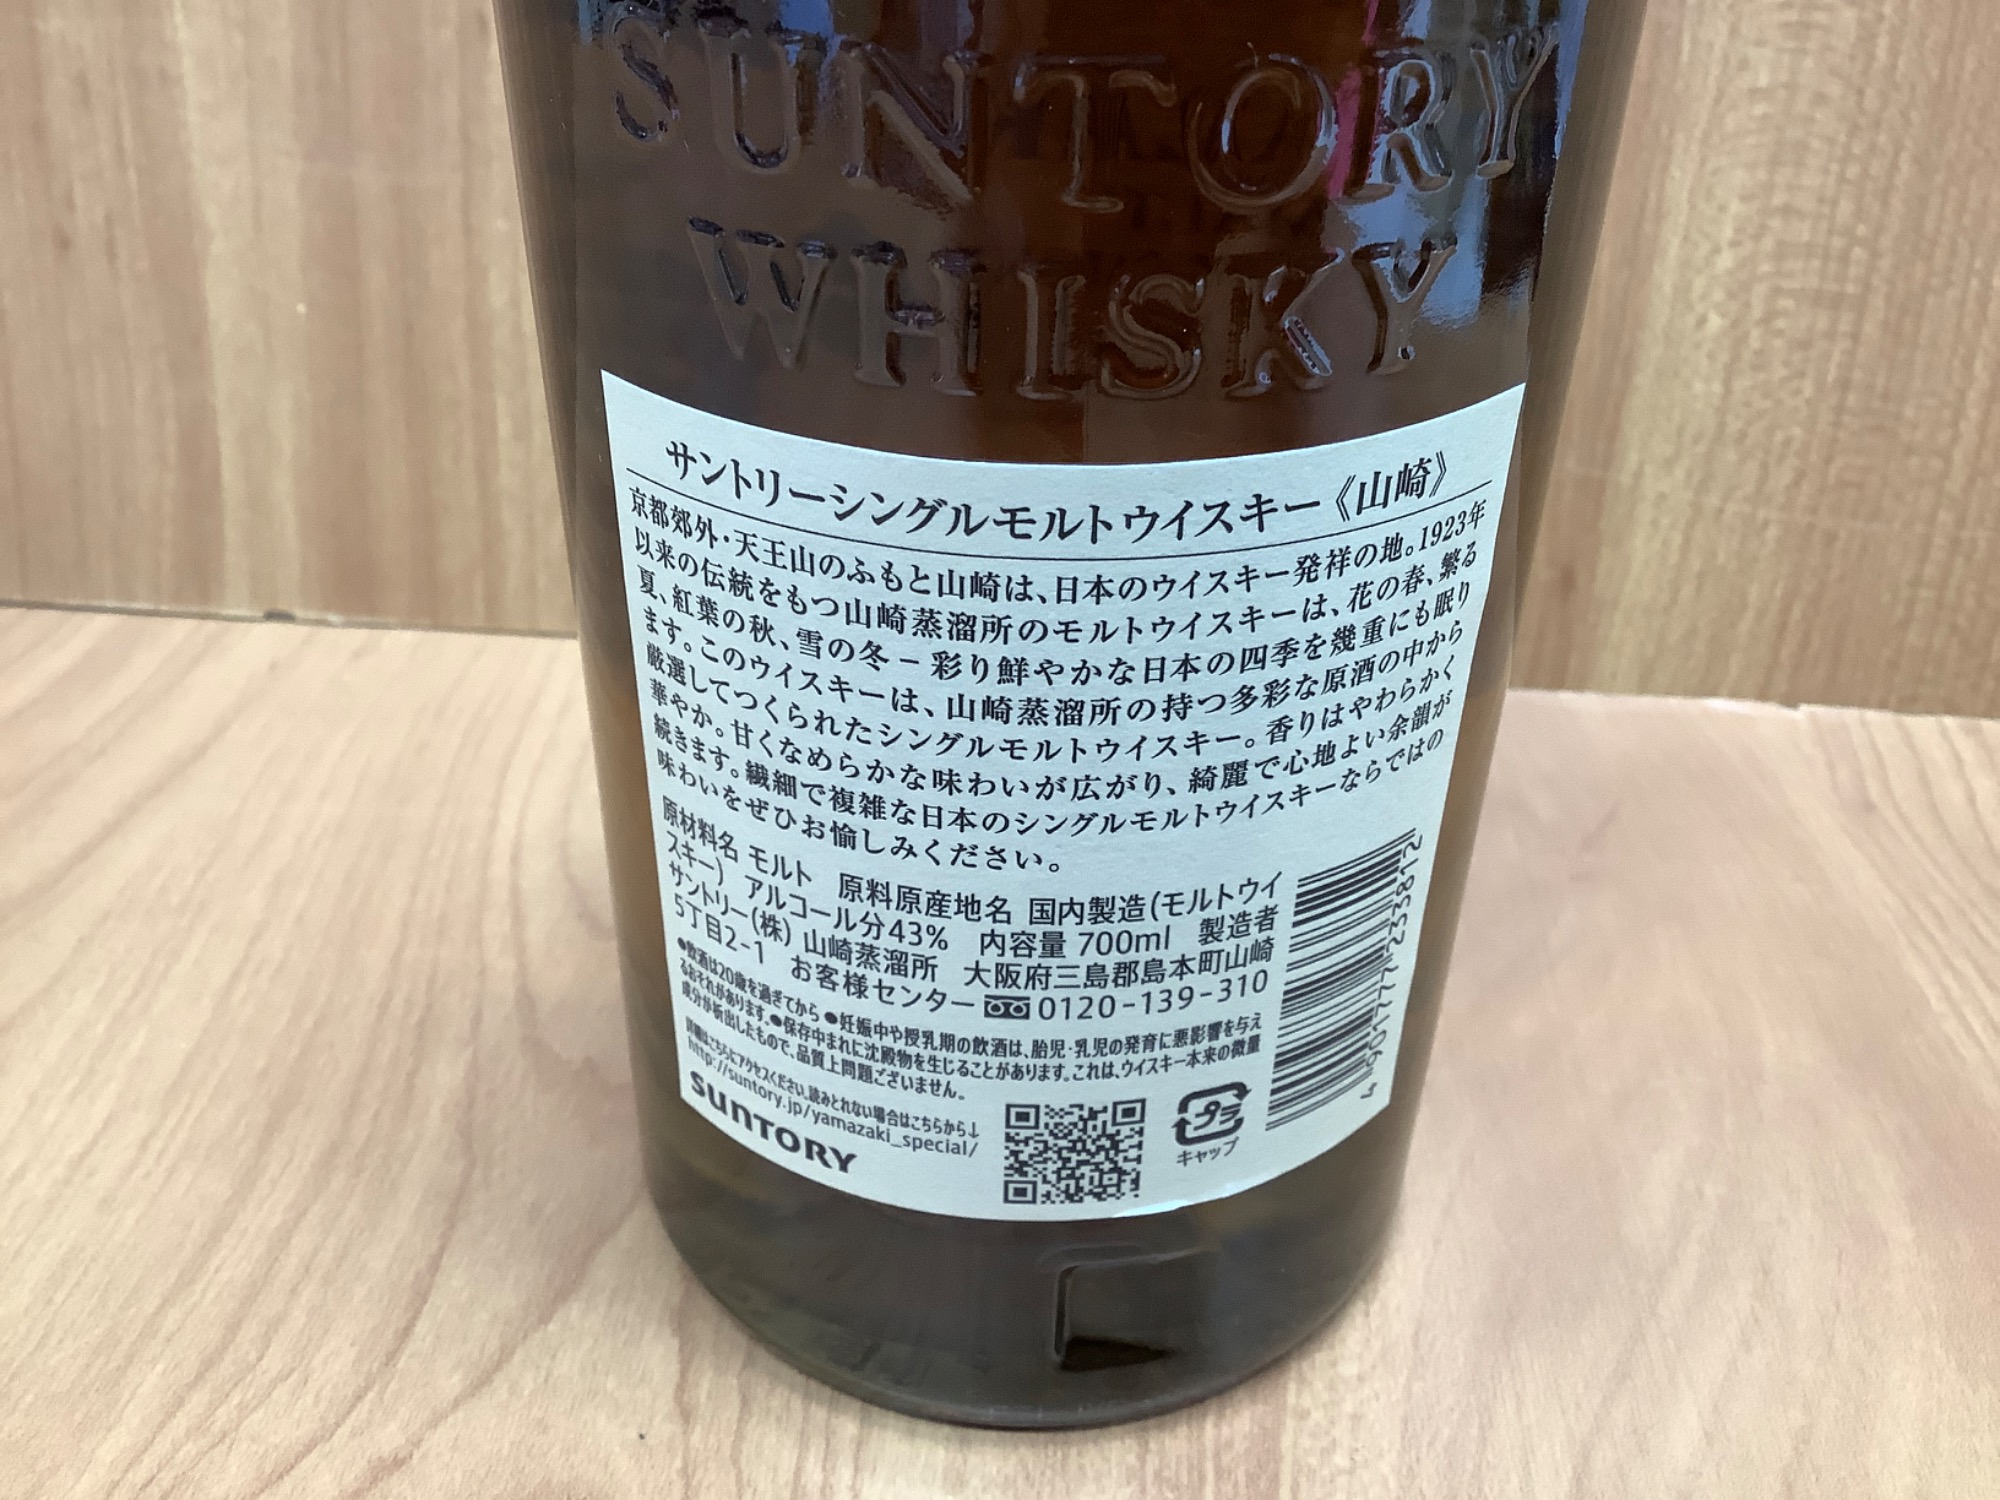 SUNTORY
WHISKY
サントリーシングルモルトウイスキー《山崎》
京都郊外・天王山のふもと山崎は、日本のウイスキー発祥の地。1923年
以来の伝統をもつ山崎蒸溜所のモルトウイスキーは、花の春、繁る
夏、紅葉の秋、雪の冬－彩り鮮やかな日本の四季を幾重にも眠り
ます。このウイスキーは、山崎蒸溜所の持つ多彩な原酒の中から
厳選してつくられたシングルモルトウイスキー。香りはやわらかく
華やか。甘くなめらかな味わいが広がり、綺麗で心地よい余韻が
続きます。繊細で複雑な日本のシングルモルトウイスキーならではの
味わいをぜひお愉しみください。
原材料名 モルト 原料原産地名 国内製造(モルトウイ
スキー) アルコール分43% 内容量 700ml 製造者
サントリー(株) 山崎蒸溜所 大阪府三島郡島本町山崎
5丁目2-1 お客様センター 0120-139-310
●飲酒は20歳を過ぎてから ●妊娠中や授乳期の飲酒は、胎児・乳児の発育に悪影響を与え
るおそれがあります。●保存中まれに沈殿物を生じることがあります。これは、ウイスキー本来の微量
成分が析出したもので、品質上問題ございません。
詳細はこちらにアクセスください。読みとれない場合はこちらから↓
http://suntory.jp/yamazaki_special/
SUNTORY
プラ
キャップ
4 901777 235812